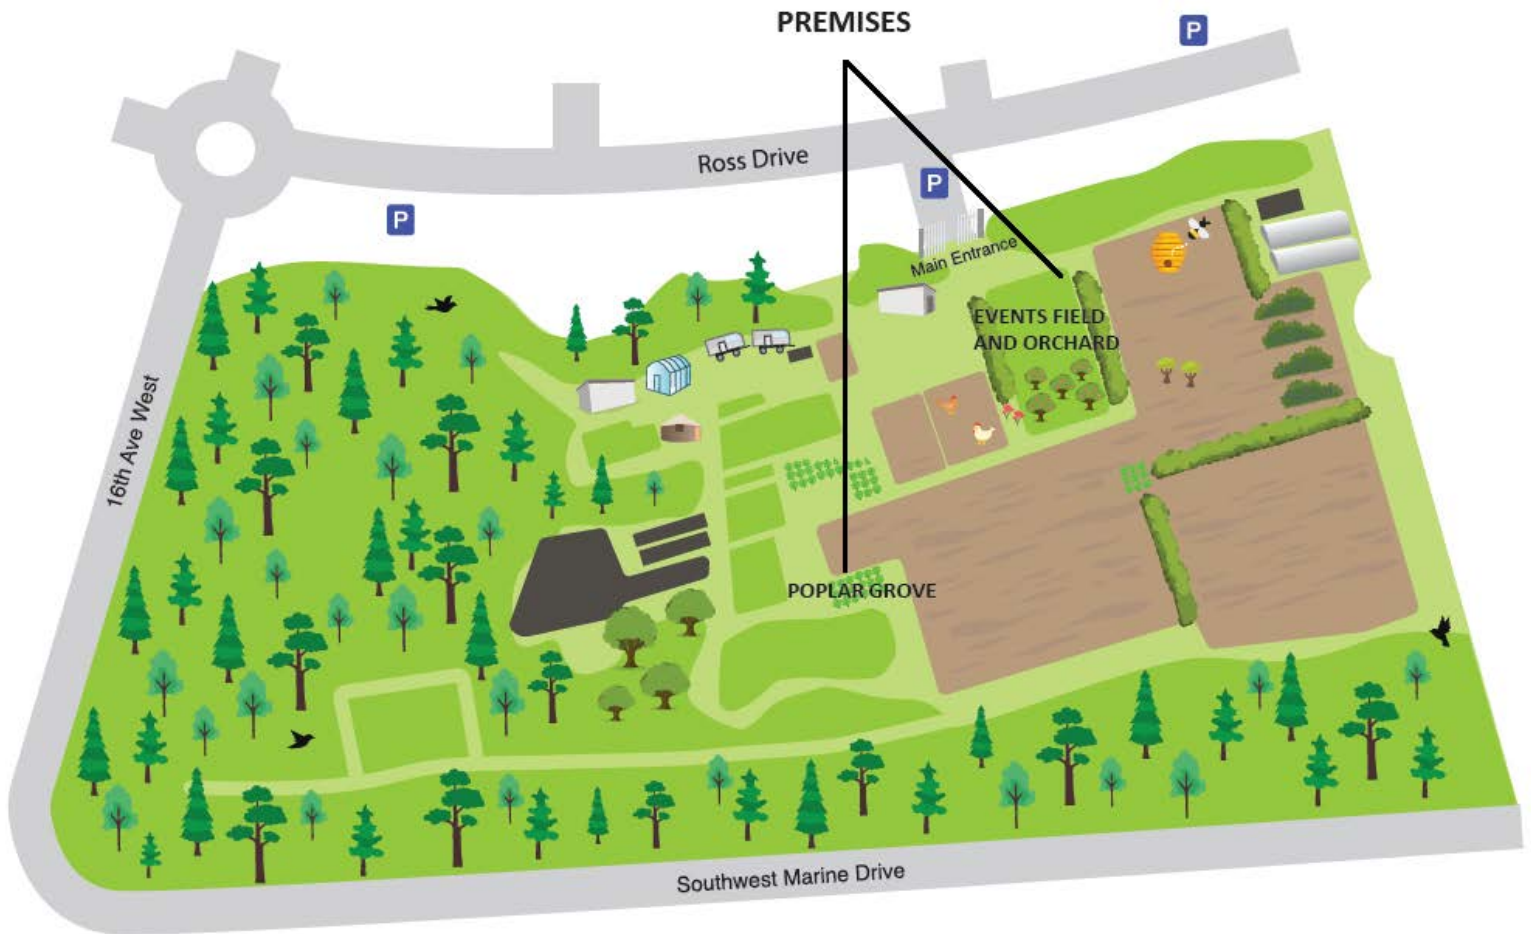 PREMISES
P
Ross Drive
P
P
Main Entrance
EVENTS FIELD
AND ORCHARD
16th Ave West
POPLAR GROVE
Southwest Marine Drive